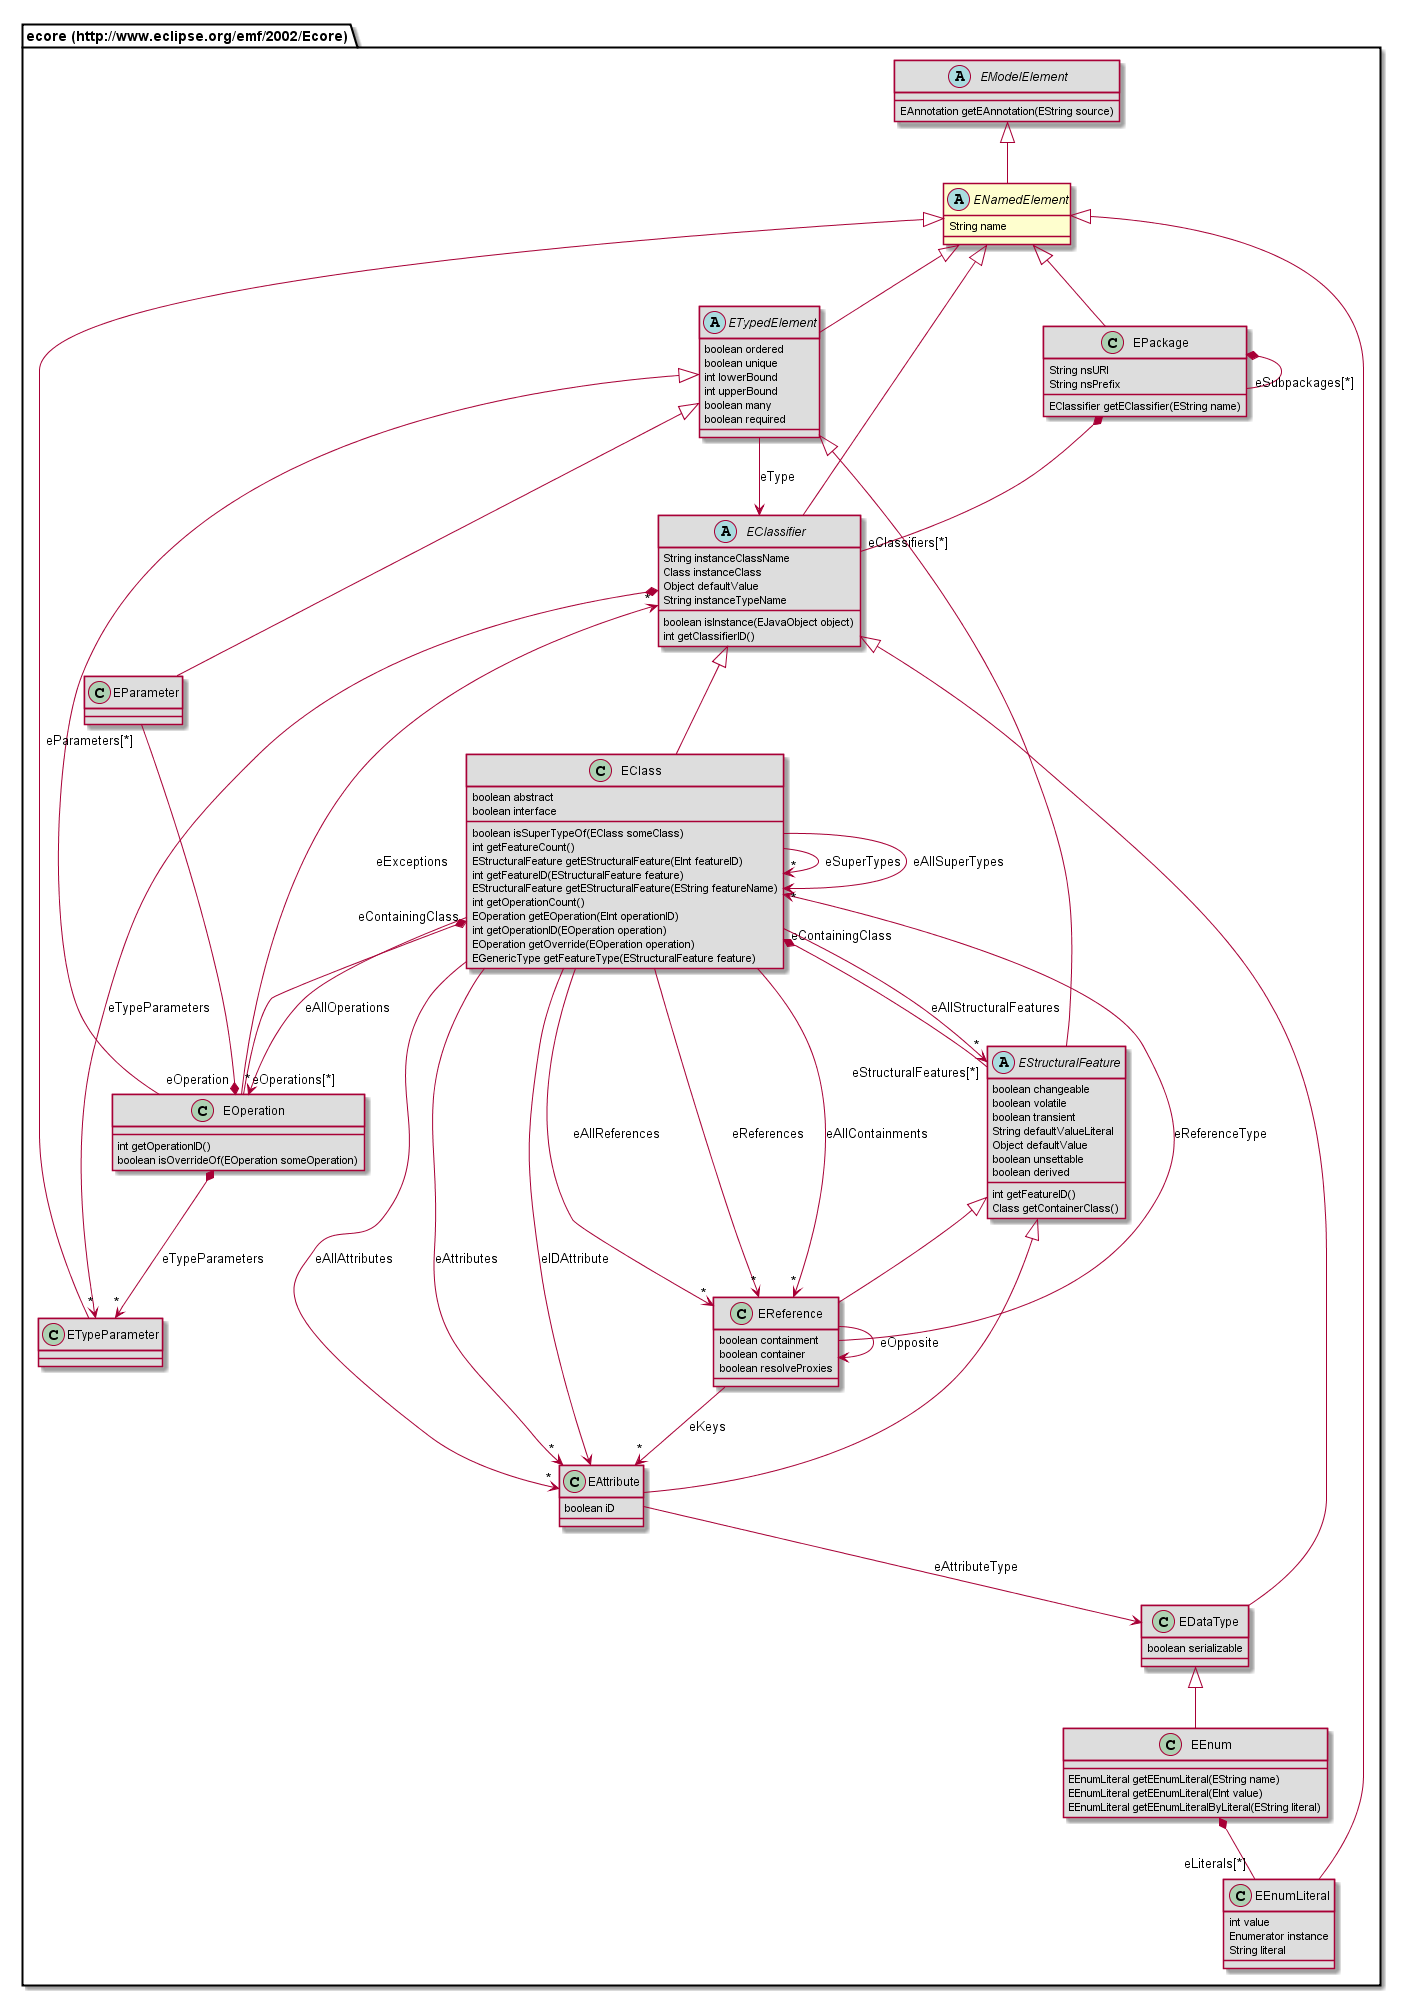 ecore (http://www.eclipse.org/emf/2002/Ecore)
A EModelElement
EAnnotation getEAnnotation(EString source)
A ENamedElement
String name
A ETypedElement
boolean ordered
boolean unique
int lowerBound
int upperBound
boolean many
boolean required
C EPackage
String nsURI
String nsPrefix
EClassifier getEClassifier(EString name)
eSubpackages[*]
eType
A EClassifier
String instanceClassName
Class instanceClass
Object defaultValue
String instanceTypeName
boolean isInstance(EJavaObject object)
int getClassifierID()
eClassifiers[*]
*
C EParameter
eParameters[*]
C EClass
boolean abstract
boolean interface
boolean isSuperTypeOf(EClass someClass)
int getFeatureCount()
EStructuralFeature getEStructuralFeature(EInt featureID)
int getFeatureID(EStructuralFeature feature)
EStructuralFeature getEStructuralFeature(EString featureName)
int getOperationCount()
EOperation getEOperation(EInt operationID)
int getOperationID(EOperation operation)
EOperation getOverride(EOperation operation)
EGenericType getFeatureType(EStructuralFeature feature)
*
eSuperTypes
*
eAllSuperTypes
eExceptions
eContainingClass
eContainingClass
eTypeParameters
eAllOperations
eAllStructuralFeatures
*
eStructuralFeatures[*]
eOperation
*
eOperations[*]
A EStructuralFeature
boolean changeable
boolean volatile
boolean transient
String defaultValueLiteral
Object defaultValue
boolean unsettable
boolean derived
int getFeatureID()
Class getContainerClass()
C EOperation
int getOperationID()
boolean isOverrideOf(EOperation someOperation)
eAllReferences
eReferences
eAllContainments
eReferenceType
eTypeParameters
eAllAttributes
eAttributes
eIDAttribute
*
*
*
*
*
C ETypeParameter
C EReference
boolean containment
boolean container
boolean resolveProxies
eOpposite
eKeys
*
*
*
C EAttribute
boolean iD
eAttributeType
C EDataType
boolean serializable
C EEnum
EEnumLiteral getEEnumLiteral(EString name)
EEnumLiteral getEEnumLiteral(EInt value)
EEnumLiteral getEEnumLiteralByLiteral(EString literal)
eLiterals[*]
C EEnumLiteral
int value
Enumerator instance
String literal